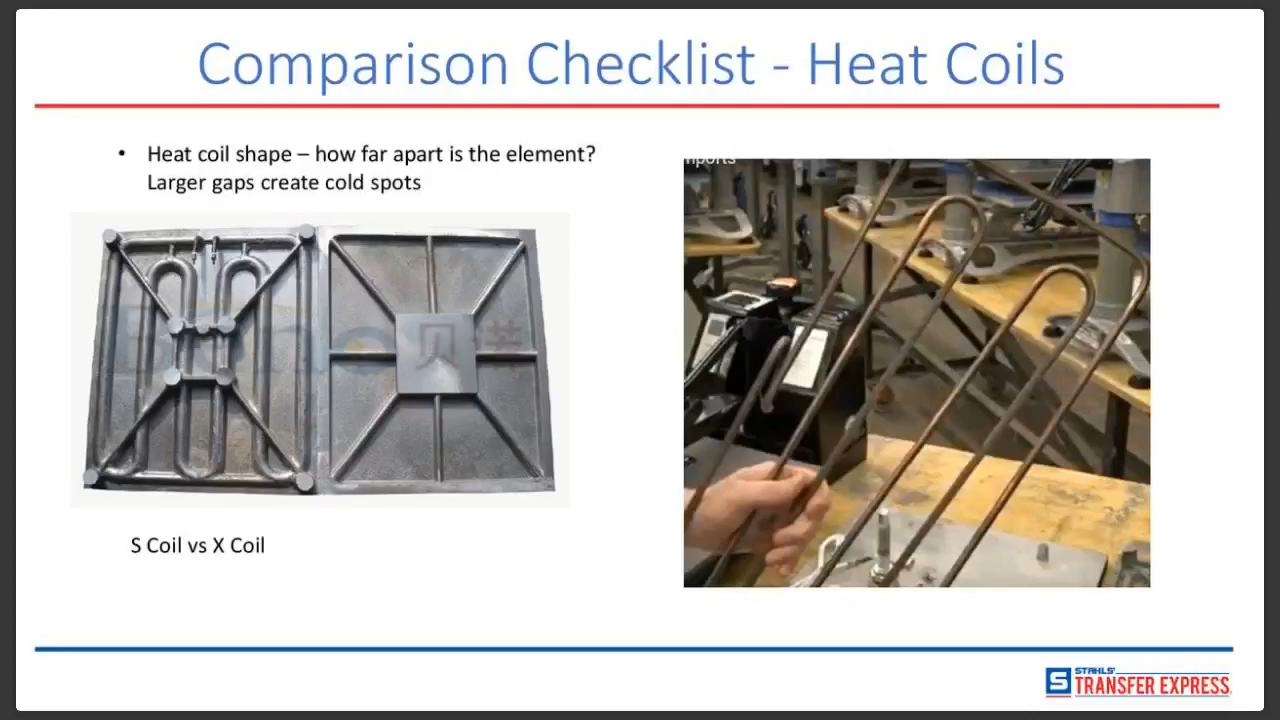 Comparison Checklist - Heat Coils
• Heat coil shape – how far apart is the element?
Larger gaps create cold spots
S Coil vs X Coil
STAHLS'
TRANSFER EXPRESS